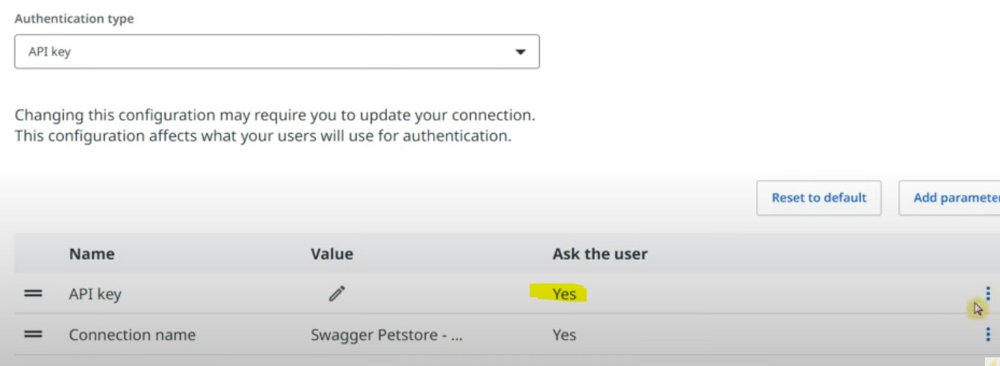 Authentication type
API key
Changing this configuration may require you to update your connection.
This configuration affects what your users will use for authentication.
Reset to default
Add parameter
Name Value Ask the user
API key Yes
Connection name Swagger Petstore - ... Yes